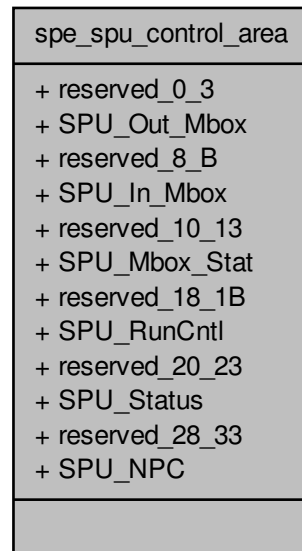 spe_spu_control_area
+ reserved_0_3
+ SPU_Out_Mbox
+ reserved_8_B
+ SPU_In_Mbox
+ reserved_10_13
+ SPU_Mbox_Stat
+ reserved_18_1B
+ SPU_RunCntl
+ reserved_20_23
+ SPU_Status
+ reserved_28_33
+ SPU_NPC